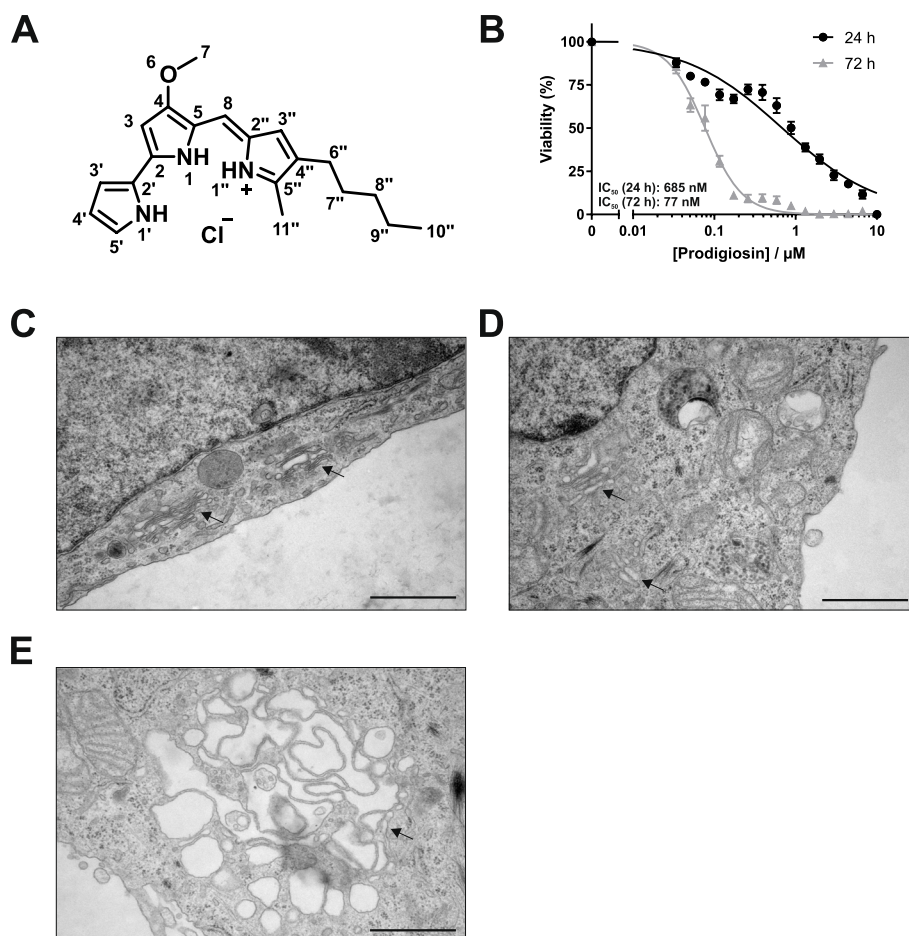 A
7
6
O
4
5
8
3
3''
2''
6''
NH
2
1
HN
1''
+
4''
5''
3'
2'
8''
7''
4'
NH
1'
Cl−
11''
9''
10''
5'
B
24 h
72 h
100
75
50
25
0
Viability (%)
IC50 (24 h): 685 nM
IC50 (72 h): 77 nM
0 0.01 0.1 1 10
[Prodigiosin] / µM
C
D
E